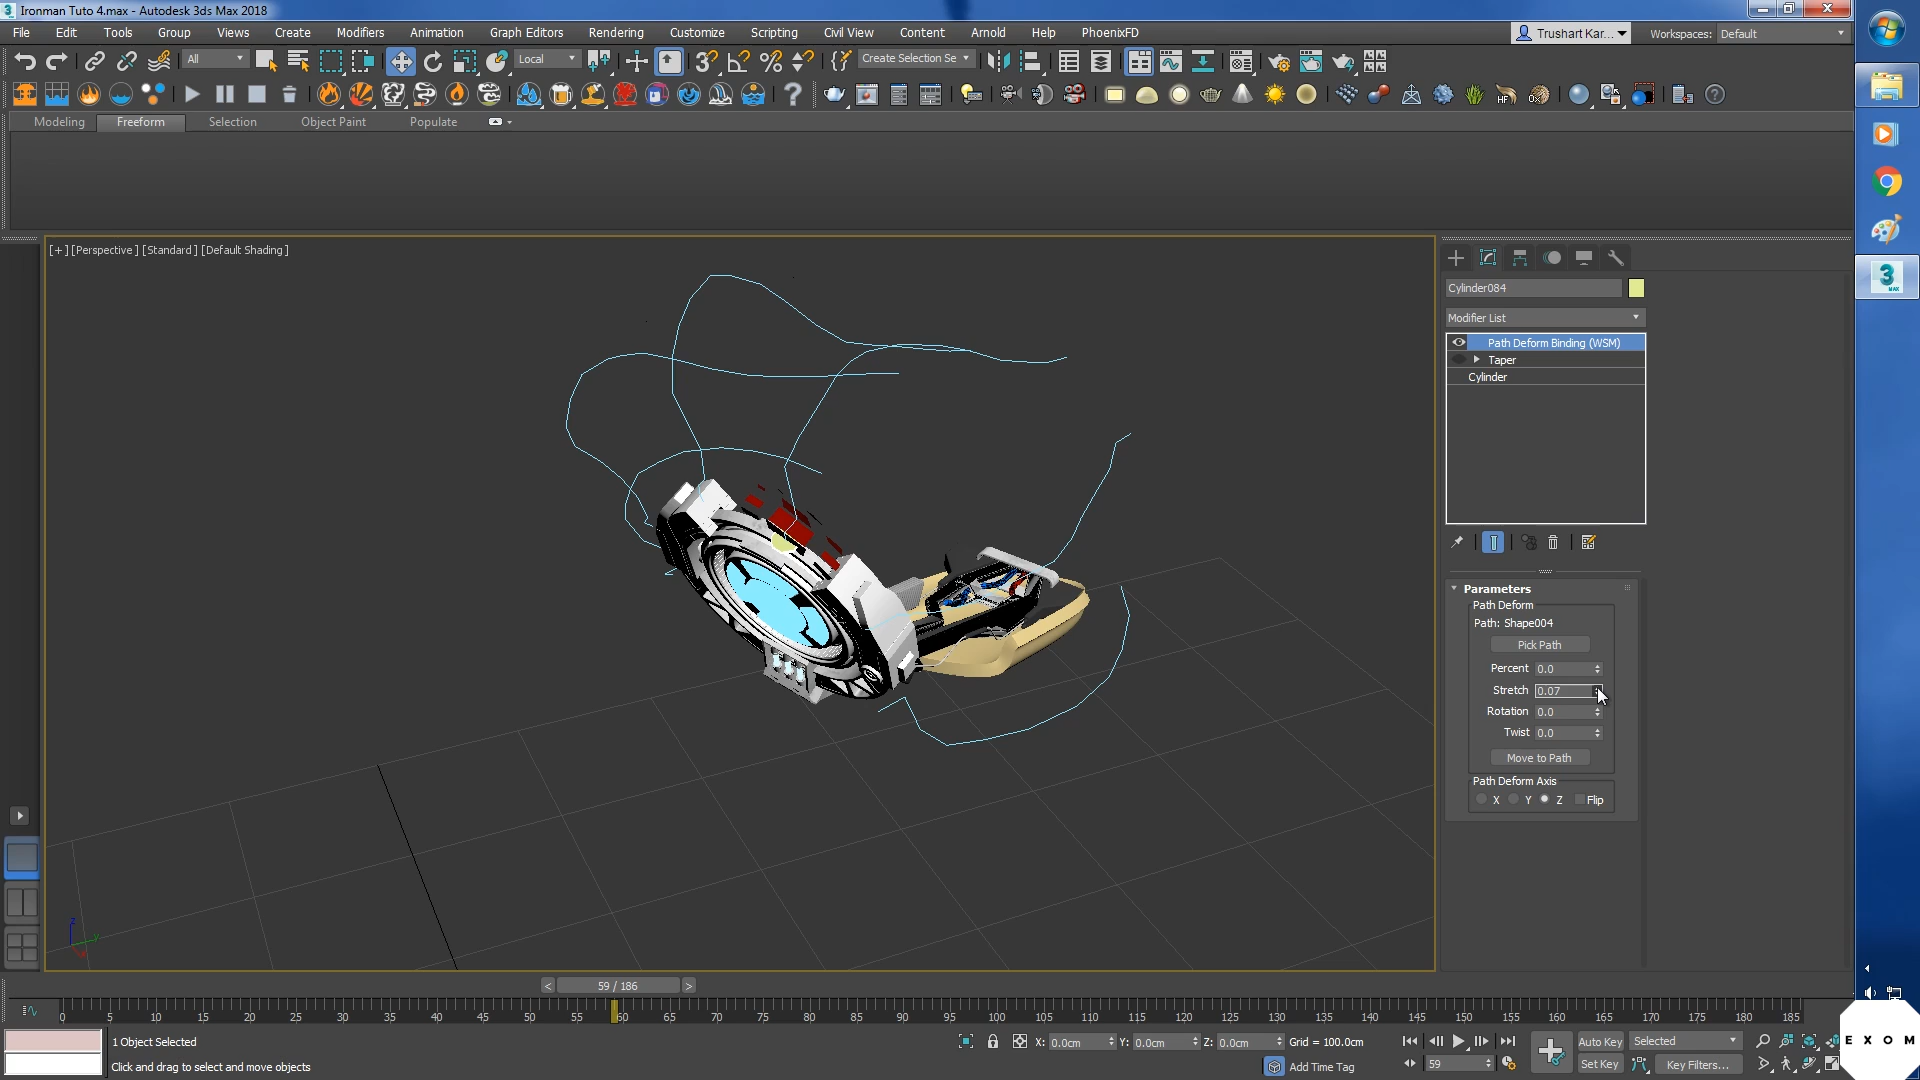 Ironman Tuto 4.max - Autodesk 3ds Max 2018
File Edit Tools Group Views Create Modifiers Animation Graph Editors Rendering Customize Scripting Civil View Content Arnold Help PhoenixFD
Trushart Kar... Workspaces: Default
All Local Create Selection Se
Modeling Freeform Selection Object Paint Populate
[+] [Perspective] [Standard] [Default Shading]
Cylinder084
Modifier List
Path Deform Binding (WSM)
Taper
Cylinder
Parameters
Path Deform
Path: Shape004
Pick Path
Percent 0.0
Stretch 0.07
Rotation 0.0
Twist 0.0
Move to Path
Path Deform Axis
X Y Z Flip
z
y
x
< 59 / 186 >
0 5 10 15 20 25 30 35 40 45 50 55 60 65 70 75 80 85 90 95 100 105 110 115 120 125 130 135 140 145 150 155 160 165 170 175 180 185
1 Object Selected
X: 0.0cm Y: 0.0cm Z: 0.0cm Grid = 100.0cm
Auto Key Selected
Click and drag to select and move objects
Add Time Tag
59
Set Key Key Filters...
3
MAX
EXOM